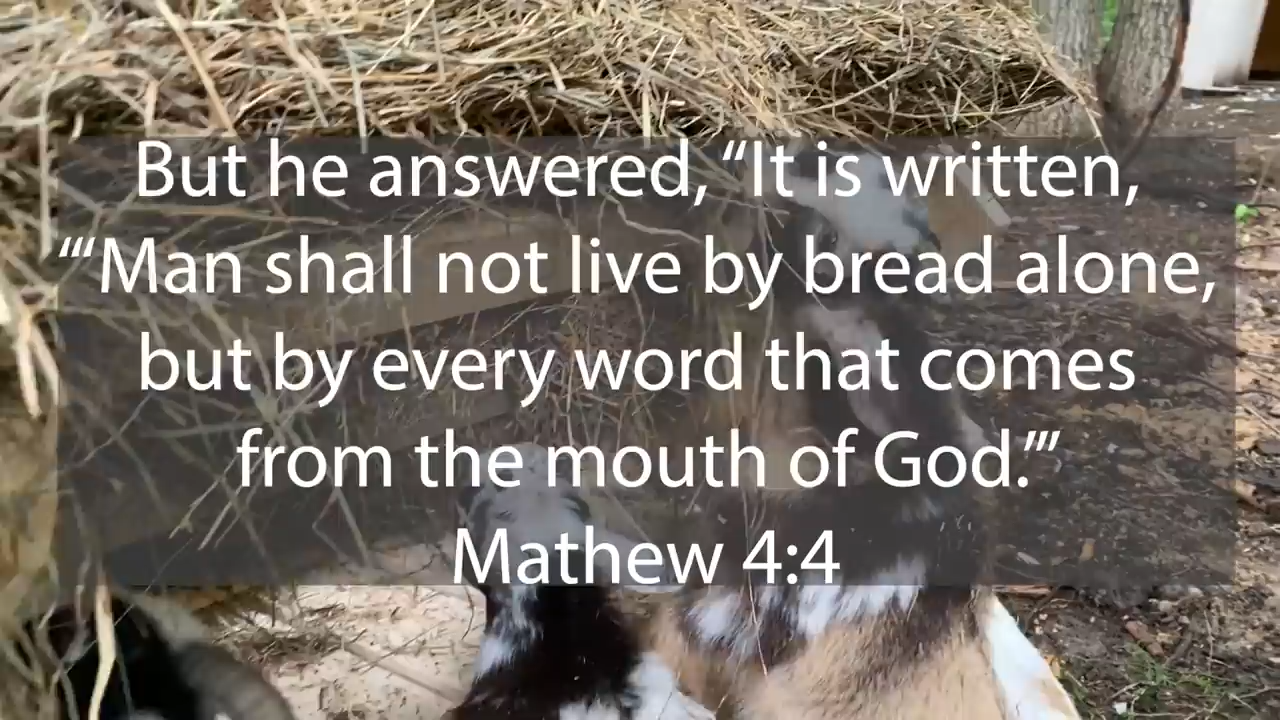 But he answered, “It is written,
“‘Man shall not live by bread alone,
but by every word that comes
from the mouth of God.’”
Mathew 4:4